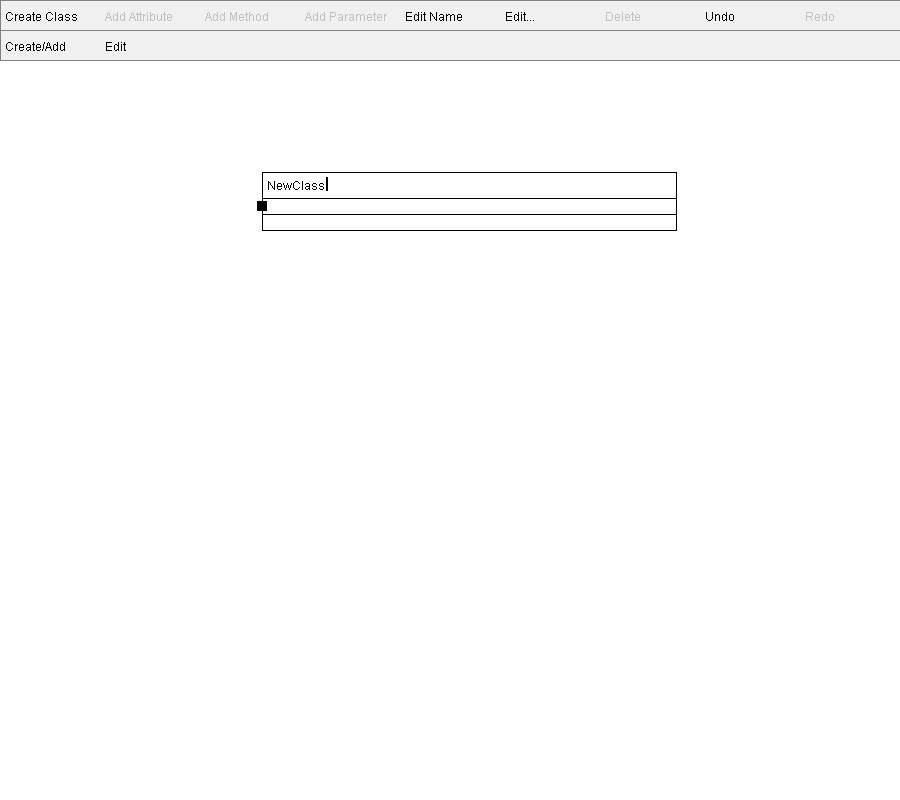 Create Class Add Attribute Add Method Add Parameter Edit Name Edit... Delete Undo Redo
Create/Add Edit
NewClass